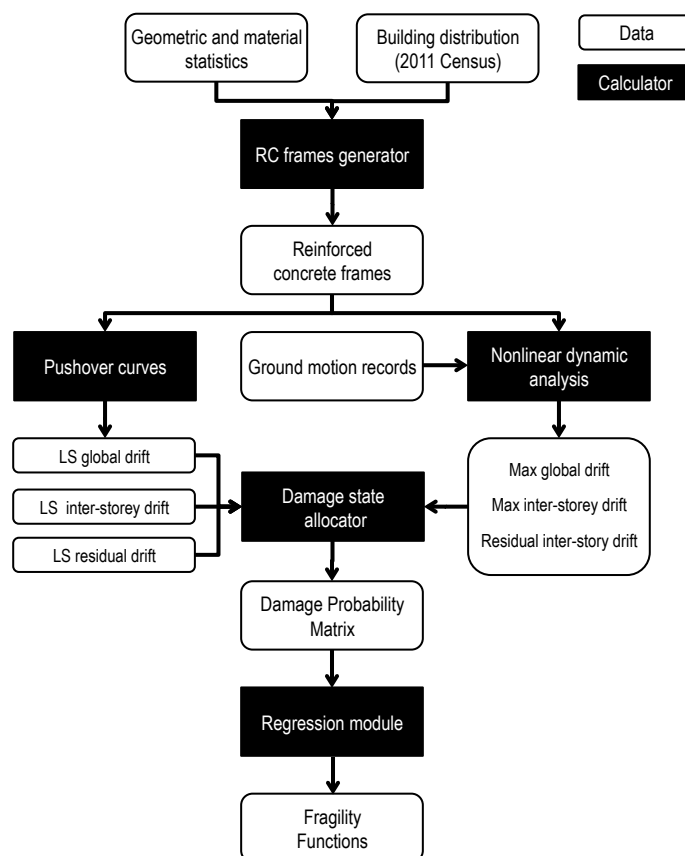 Geometric and material
statistics
Building distribution
(2011 Census)
Data
Calculator
RC frames generator
Reinforced
concrete frames
Pushover curves
Ground motion records
Nonlinear dynamic
analysis
LS global drift
LS inter-storey drift
LS residual drift
Damage state
allocator
Max global drift
Max inter-storey drift
Residual inter-story drift
Damage Probability
Matrix
Regression module
Fragility
Functions